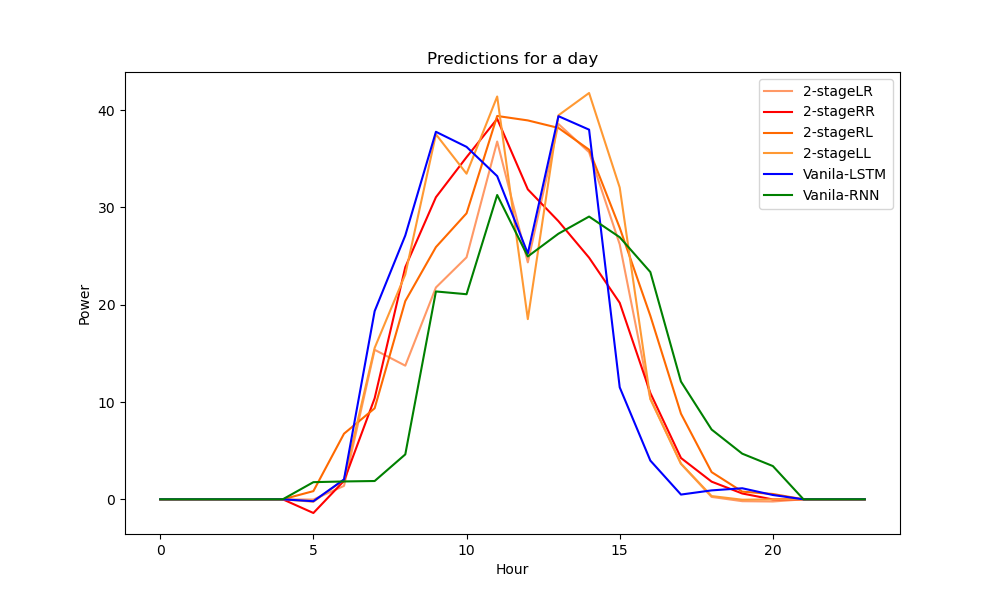 Predictions for a day
2-stageLR
2-stageRR
2-stageRL
2-stageLL
Vanila-LSTM
Vanila-RNN
40
30
20
10
0
Power
0 5 10 15 20
Hour